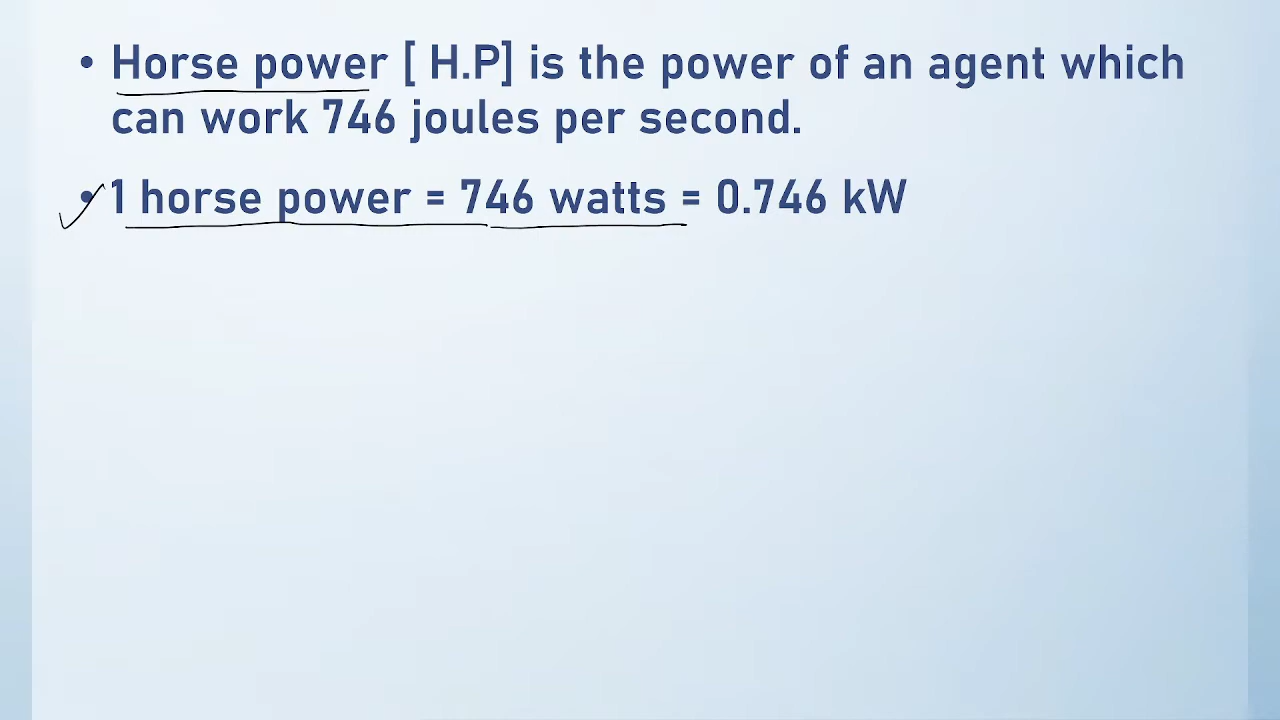 • Horse power [ H.P] is the power of an agent which
can work 746 joules per second.
• 1 horse power = 746 watts = 0.746 kW